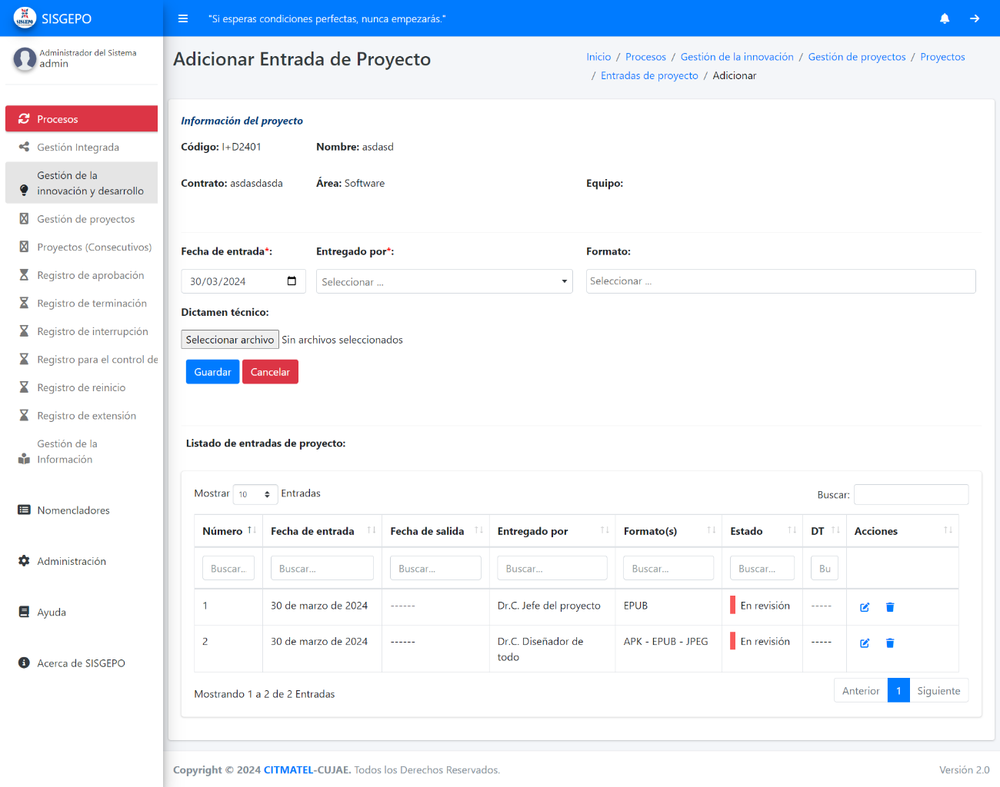 SISGEPO
"Si esperas condiciones perfectas, nunca empezarás."
SISGEPO
Administrador del Sistema
admin
Procesos
Gestión Integrada
Gestión de la
innovación y desarrollo
Gestión de proyectos
Proyectos (Consecutivos)
Registro de aprobación
Registro de terminación
Registro de interrupción
Registro para el control de
Registro de reinicio
Registro de extensión
Gestión de la
Información
Nomencladores
Administración
Ayuda
Acerca de SISGEPO
Adicionar Entrada de Proyecto
Inicio / Procesos / Gestión de la innovación / Gestión de proyectos / Proyectos
/ Entradas de proyecto / Adicionar
Información del proyecto
Código: I+D2401 Nombre: asdasd
Contrato: asdasdasda Área: Software Equipo:
Fecha de entrada*: Entregado por*: Formato:
30/03/2024 Seleccionar ... Seleccionar ...
Dictamen técnico:
Seleccionar archivo Sin archivos seleccionados
Guardar Cancelar
Listado de entradas de proyecto:
Mostrar 10 Entradas Buscar:
Número Fecha de entrada Fecha de salida Entregado por Formato(s) Estado DT Acciones
Buscar... Buscar... Buscar... Buscar... Buscar... Buscar... Bu
1 30 de marzo de 2024 ------ Dr.C. Jefe del proyecto EPUB En revisión -----
2 30 de marzo de 2024 ------ Dr.C. Diseñador de todo APK - EPUB - JPEG En revisión -----
Mostrando 1 a 2 de 2 Entradas Anterior 1 Siguiente
Copyright © 2024 CITMATEL-CUJAE. Todos los Derechos Reservados. Versión 2.0